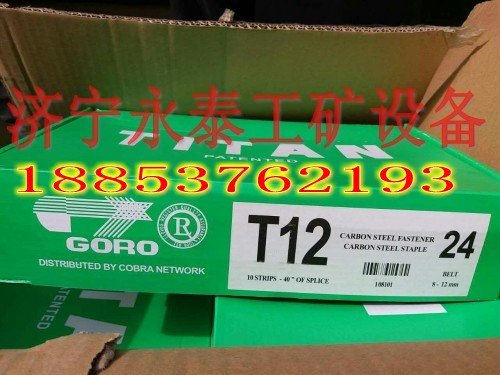 济宁永泰工矿设备
TITAN
PATENTED
18853762193
GORO
R
DISTRIBUTED BY COBRA NETWORK
T12
CARBON STEEL FASTENER
CARBON STEEL STAPLE
24
10 STRIPS - 40" OF SPLICE
108101
BELT
8 - 12 mm
TITAN
PATENTED